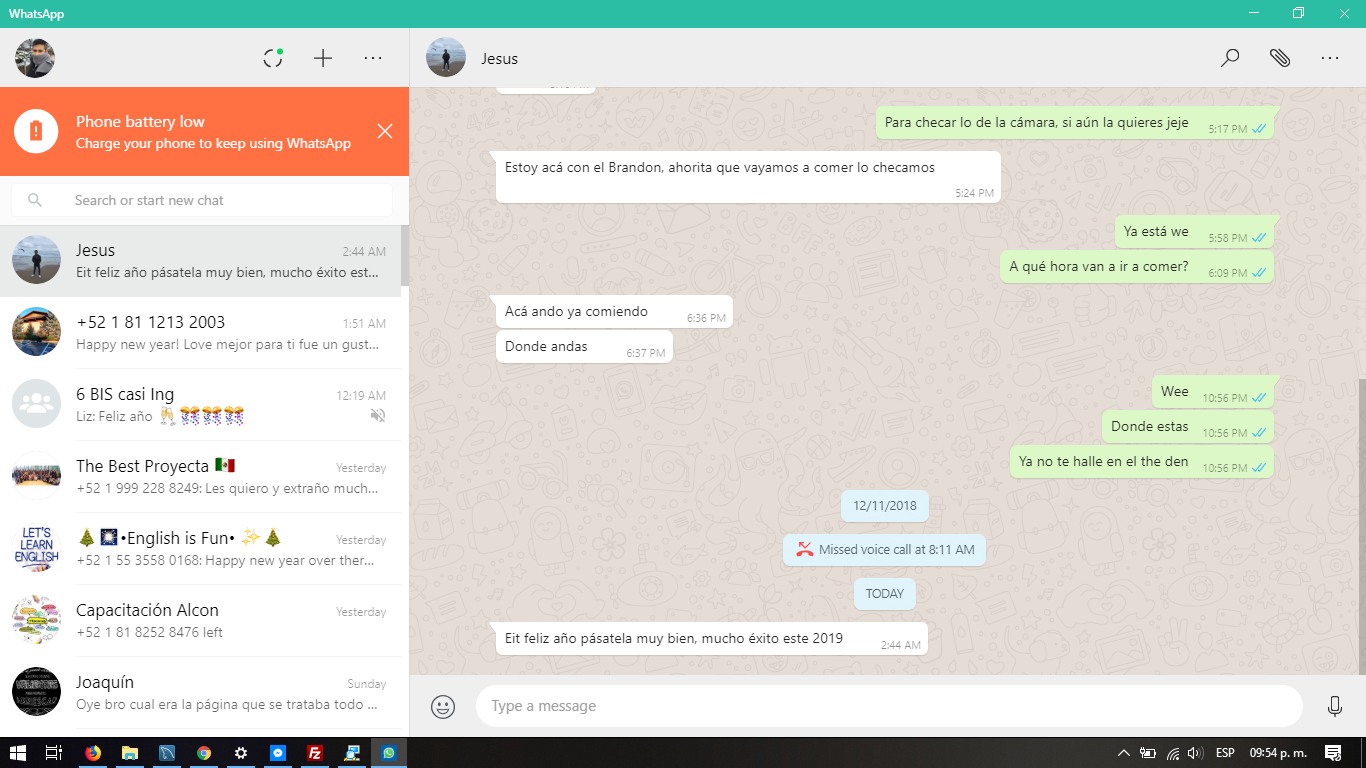 WhatsApp
Phone battery low
Charge your phone to keep using WhatsApp
Search or start new chat
Jesus
2:44 AM
Eit feliz año pásatela muy bien, mucho éxito est...
+52 1 81 1213 2003
1:51 AM
Happy new year! Love mejor para ti fue un gust...
6 BIS casi Ing
12:19 AM
Liz: Feliz año 🥂🎊🎊🎊🎊
The Best Proyecta 🇲🇽
Yesterday
+52 1 999 228 8249: Les quiero y extraño much...
LET'S
LEARN
ENGLISH
🎄🎆•English is Fun• ✨🎄
Yesterday
+52 1 55 3558 0168: Happy new year over ther...
Capacitación Alcon
Yesterday
+52 1 81 8252 8476 left
Joaquín
Sunday
Oye bro cual era la página que se trataba todo ...
Jesus
Para checar lo de la cámara, si aún la quieres jeje
5:17 PM
Estoy acá con el Brandon, ahorita que vayamos a comer lo checamos
5:24 PM
Ya está we
5:58 PM
A qué hora van a ir a comer?
6:09 PM
Acá ando ya comiendo
6:36 PM
Donde andas
6:37 PM
Wee
10:56 PM
Donde estas
10:56 PM
Ya no te halle en el the den
10:56 PM
12/11/2018
Missed voice call at 8:11 AM
TODAY
Eit feliz año pásatela muy bien, mucho éxito este 2019
2:44 AM
Type a message
Fz
ESP
09:54 p. m.